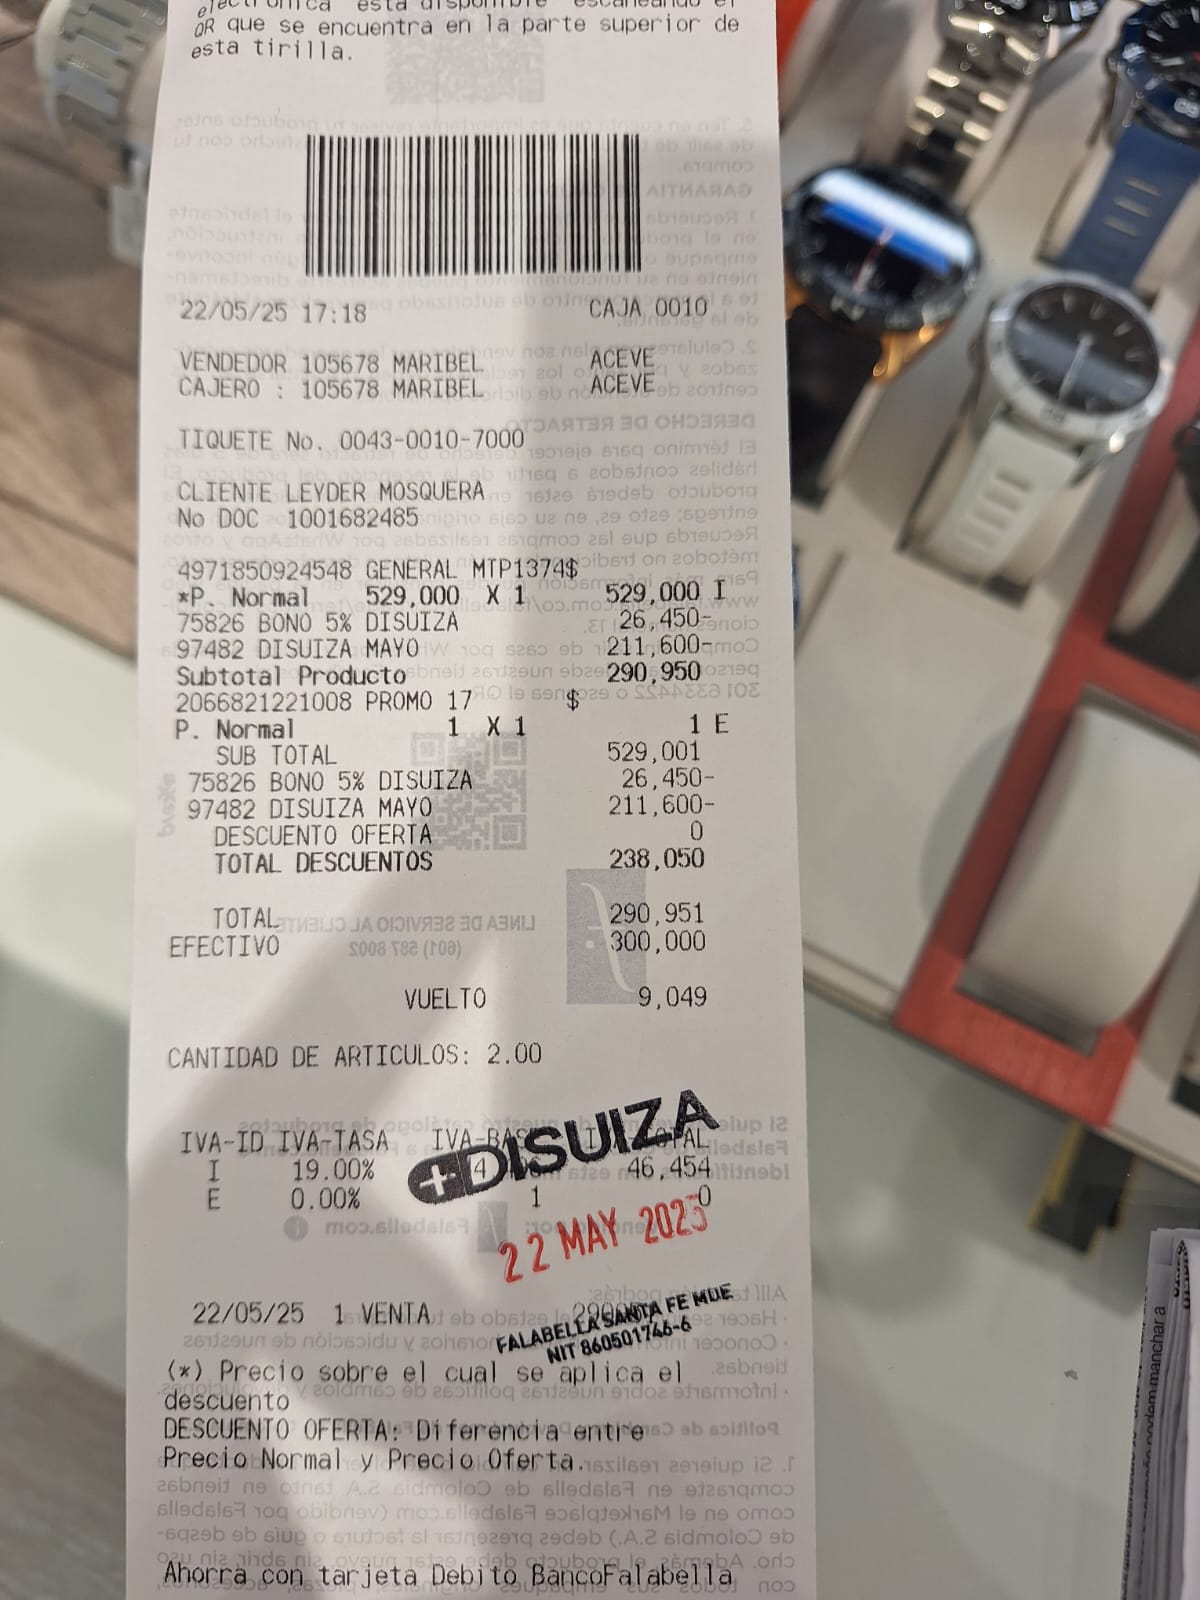 electrónica esta disponible escaneando el
QR que se encuentra en la parte superior de
esta tirilla.
22/05/25 17:18 CAJA 0010
VENDEDOR 105678 MARIBEL ACEVE
CAJERO : 105678 MARIBEL ACEVE
TIQUETE No. 0043-0010-7000
CLIENTE LEYDER MOSQUERA
No DOC 1001682485
4971850924548 GENERAL MTP1374$
*P. Normal 529,000 X 1 529,000 I
75826 BONO 5% DISUIZA 26,450-
97482 DISUIZA MAYO 211,600-
Subtotal Producto 290,950
2066821221008 PROMO 17 $
P. Normal 1 X 1 1 E
SUB TOTAL 529,001
75826 BONO 5% DISUIZA 26,450-
97482 DISUIZA MAYO 211,600-
DESCUENTO OFERTA 0
TOTAL DESCUENTOS 238,050
TOTAL 290,951
EFECTIVO 300,000
VUELTO 9,049
CANTIDAD DE ARTICULOS: 2.00
IVA-ID IVA-TASA
I 19.00% 46,454
E 0.00% 1 0
DISUIZA
22 MAY 2025
22/05/25 1 VENTA
FALABELLA SANTA FE MDE
NIT 860501746-6
(*) Precio sobre el cual se aplica el
descuento
DESCUENTO OFERTA: Diferencia entre
Precio Normal y Precio Oferta.
Ahorra con tarjeta Debito BancoFalabella